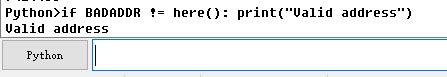 Python>if BADADDR != here(): print("Valid address")
Valid address
Python